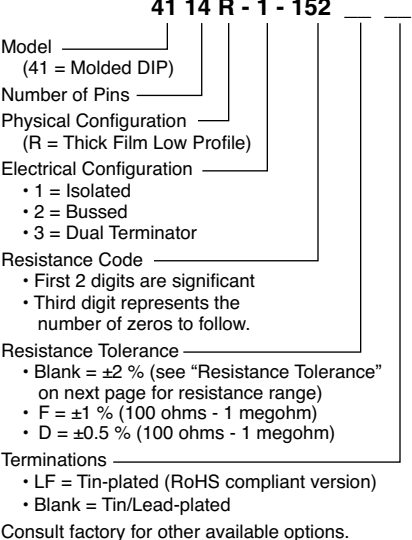 41 14 R - 1 - 152 __ __
Model
(41 = Molded DIP)
Number of Pins
Physical Configuration
(R = Thick Film Low Profile)
Electrical Configuration
• 1 = Isolated
• 2 = Bussed
• 3 = Dual Terminator
Resistance Code
• First 2 digits are significant
• Third digit represents the
number of zeros to follow.
Resistance Tolerance
• Blank = ±2 % (see “Resistance Tolerance”
on next page for resistance range)
• F = ±1 % (100 ohms - 1 megohm)
• D = ±0.5 % (100 ohms - 1 megohm)
Terminations
• LF = Tin-plated (RoHS compliant version)
• Blank = Tin/Lead-plated
Consult factory for other available options.